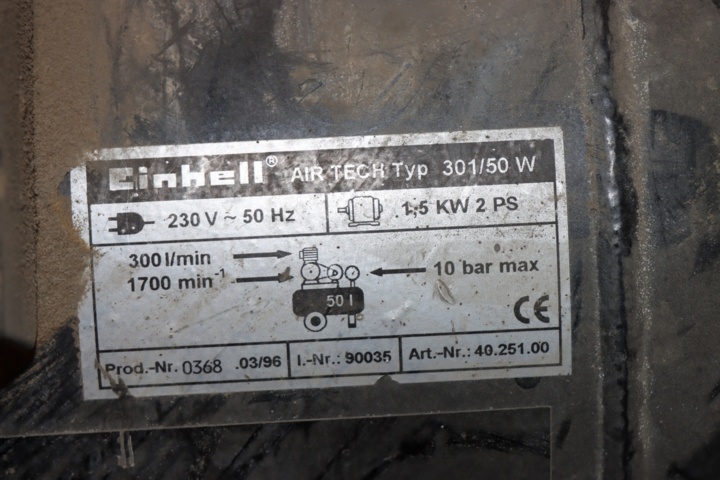 Einhell® AIR TECH Typ 301/50 W
230 V ~ 50 Hz
1,5 KW 2 PS
300 l/min
1700 min⁻¹
10 bar max
50 l
CE
Prod.-Nr. 0368 .03/96
I.-Nr.: 90035
Art.-Nr.: 40.251.00